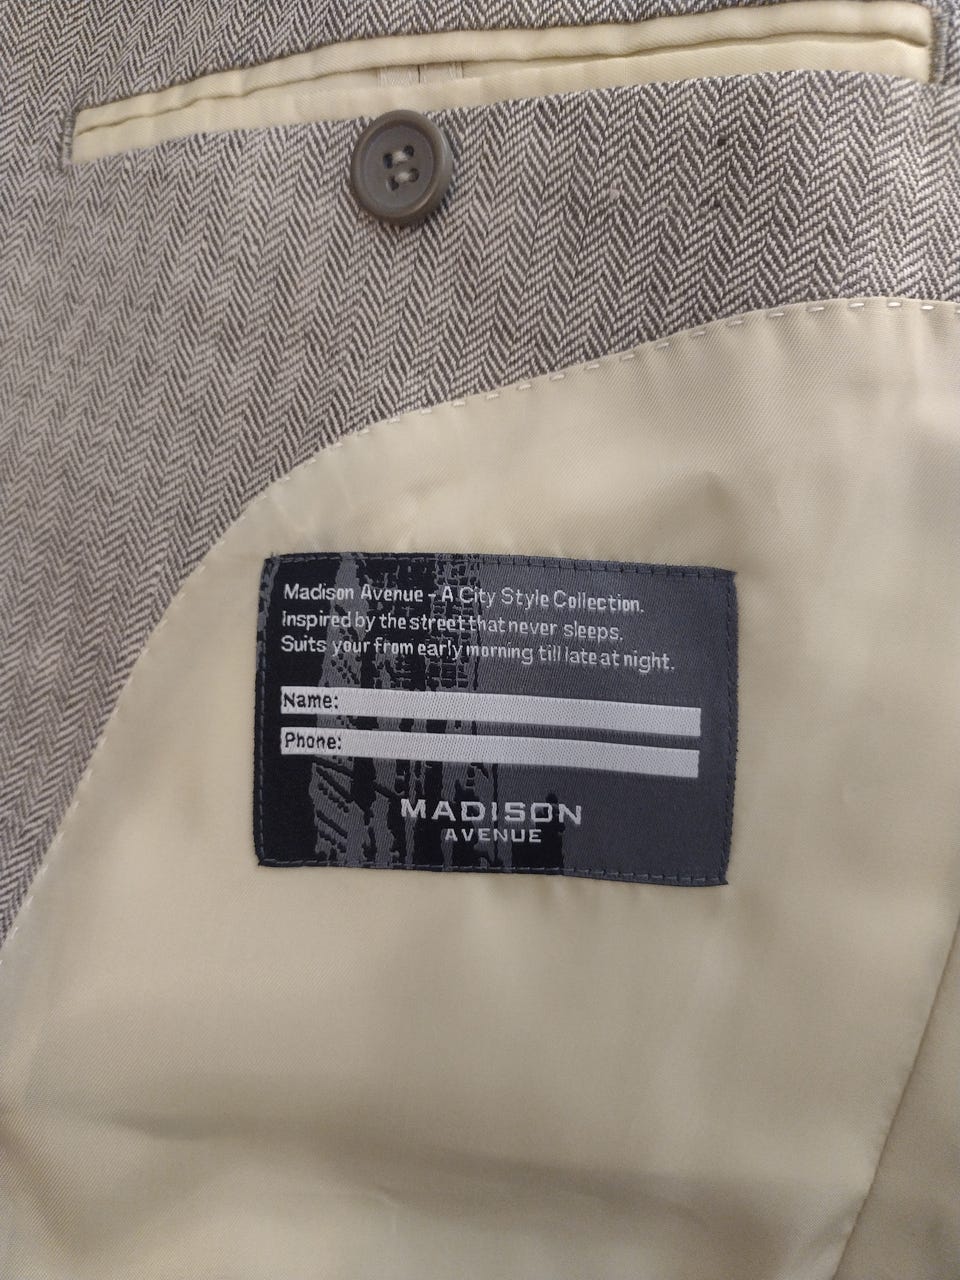 Madison Avenue - A City Style Collection.
Inspired by the street that never sleeps.
Suits your from early morning till late at night.
Name:
Phone:
MADISON
AVENUE